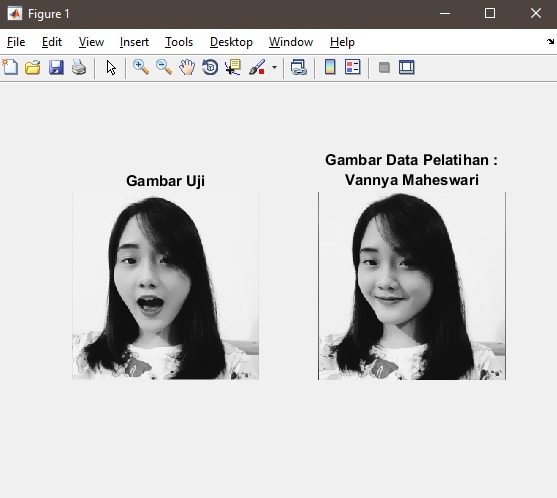 Figure 1
File Edit View Insert Tools Desktop Window Help
Gambar Uji
Gambar Data Pelatihan :
Vannya Maheswari